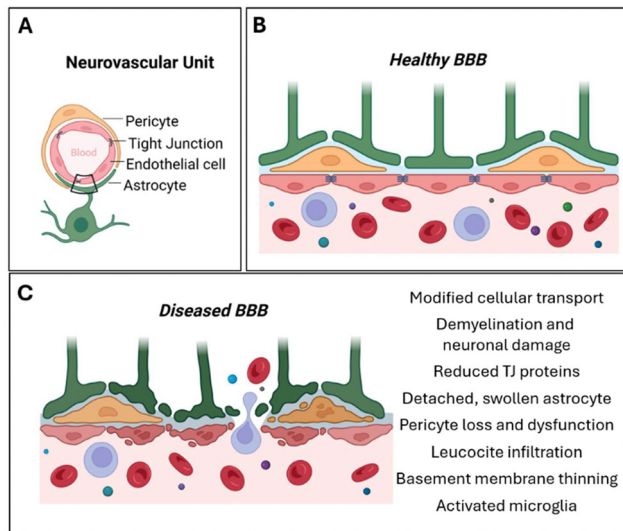 A
Neurovascular Unit
Pericyte
Tight Junction
Blood
Endothelial cell
Astrocyte
B
Healthy BBB
C
Diseased BBB
Modified cellular transport
Demyelination and
neuronal damage
Reduced TJ proteins
Detached, swollen astrocyte
Pericyte loss and dysfunction
Leucocite infiltration
Basement membrane thinning
Activated microglia